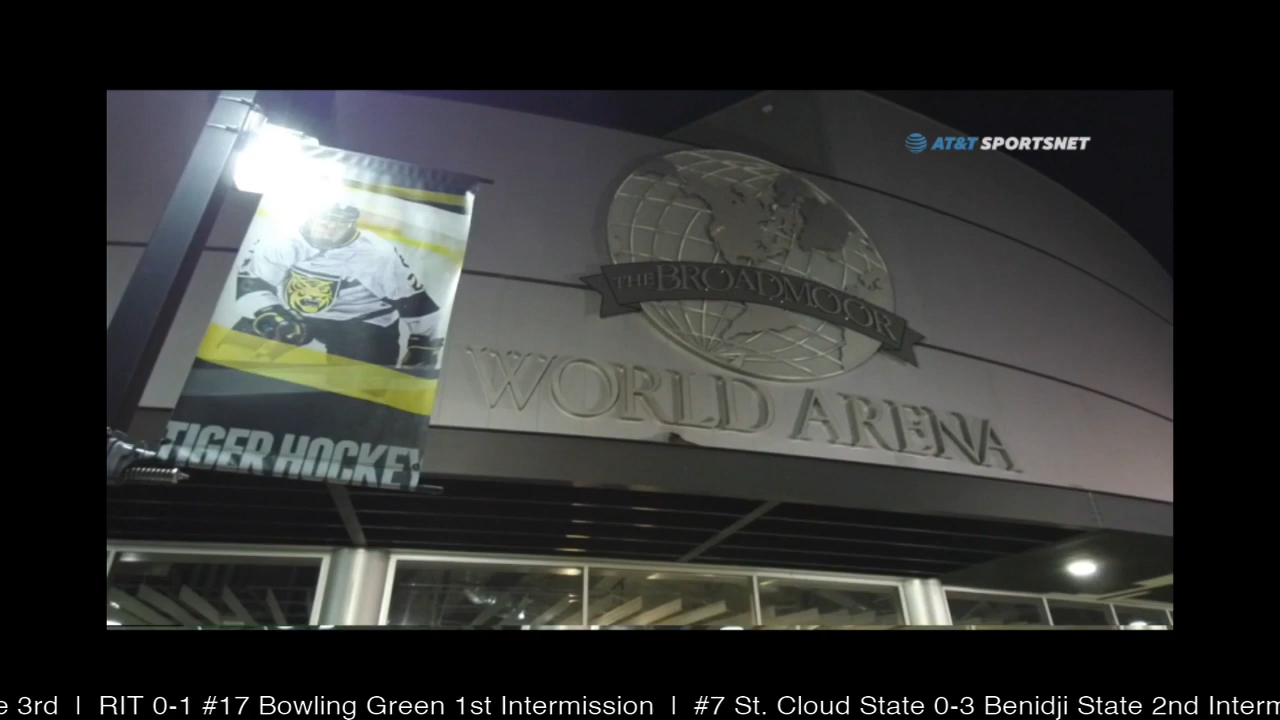 AT&T SPORTSNET
THE BROADMOOR
WORLD ARENA
TIGER HOCKEY
e 3rd | RIT 0-1 #17 Bowling Green 1st Intermission | #7 St. Cloud State 0-3 Benidji State 2nd Interm